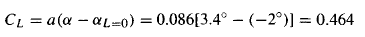 C_L = a(α − α_{L=0}) = 0.086[3.4° − (−2°)] = 0.464